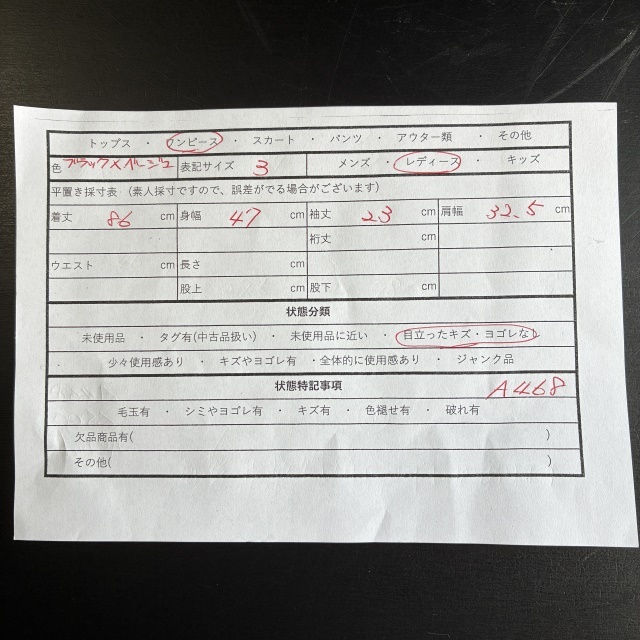 トップス ・ ワンピース ・ スカート ・ パンツ ・ アウター類 ・ その他
色 ブラック×ベージュ 表記サイズ 3 メンズ ・ レディース ・ キッズ
平置き採寸表（素人採寸ですので、誤差がでる場合がございます）
着丈 86 cm 身幅 47 cm 袖丈 23 cm 肩幅 32.5 cm
裄丈 cm
ウエスト cm 長さ cm
股上 cm 股下 cm
状態分類
未使用品 ・ タグ有(中古品扱い) ・ 未使用品に近い ・ 目立ったキズ・ヨゴレなし
少々使用感あり ・ キズやヨゴレ有 ・全体的に使用感あり ・ ジャンク品
状態特記事項 A468
毛玉有 ・ シミやヨゴレ有 ・ キズ有 ・ 色褪せ有 ・ 破れ有
欠品商品有( )
その他( )